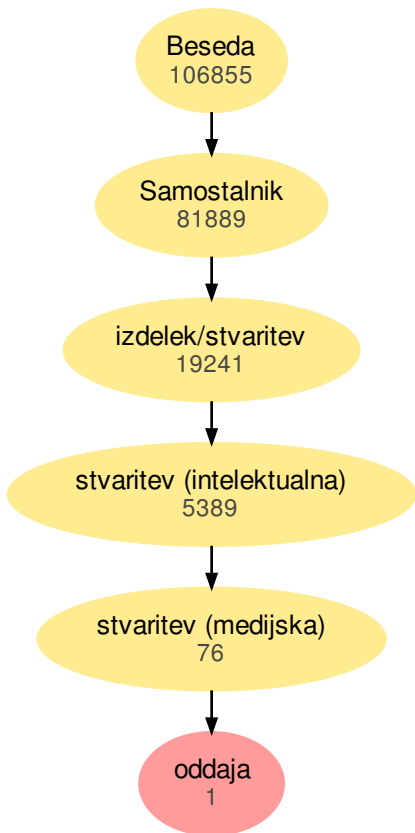 Beseda
106855
Samostalnik
81889
izdelek/stvaritev
19241
stvaritev (intelektualna)
5389
stvaritev (medijska)
76
oddaja
1